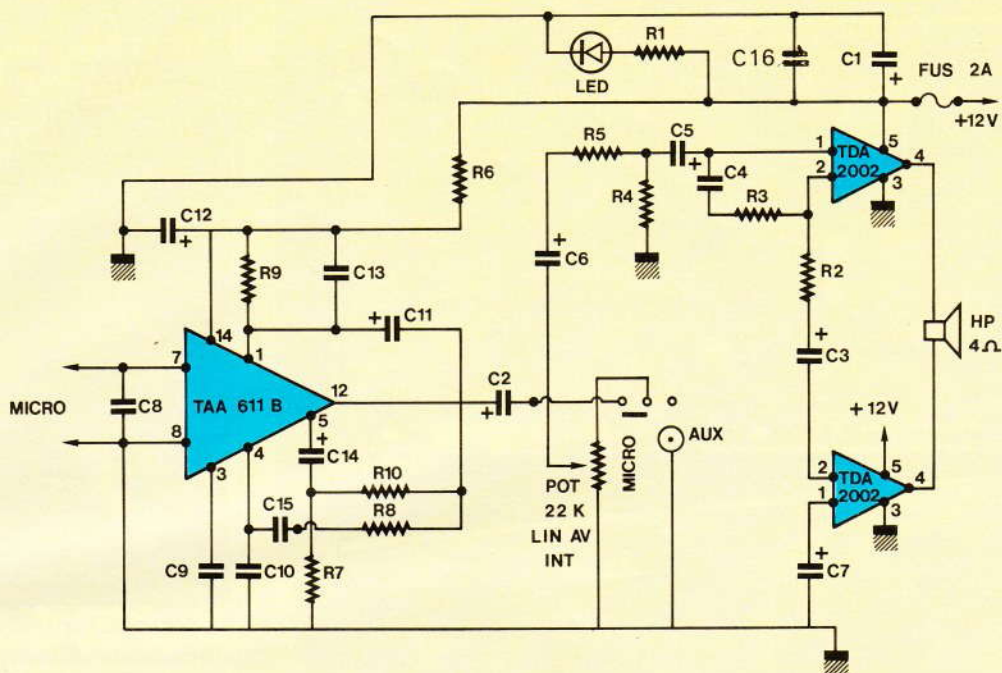 R1
C16
C1
+
LED
FUS 2A
+12V
C5
+
R5
1
TDA
2002
5
4
2
3
C4
R3
R4
R6
C12
+
R9
C13
+
C6
R2
+
C11
14
1
7
TAA 611 B
12
MICRO
C8
8
5
3
4
+
C14
+
C3
HP
4Ω
C2
+
AUX
MICRO
+12V
POT
22 K
LIN AV
INT
2
TDA
2002
5
4
1
3
R10
C15
R8
C9
C10
R7
+
C7